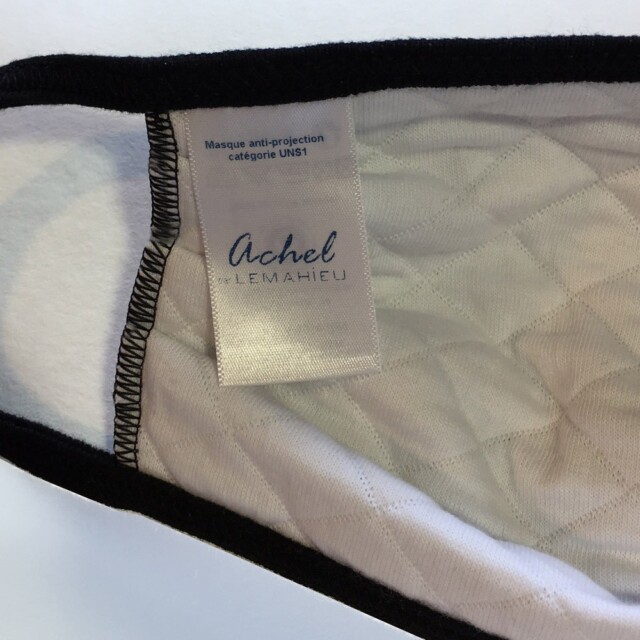 Masque anti-projection
catégorie UNS1
achel
BY LEMAHiEU